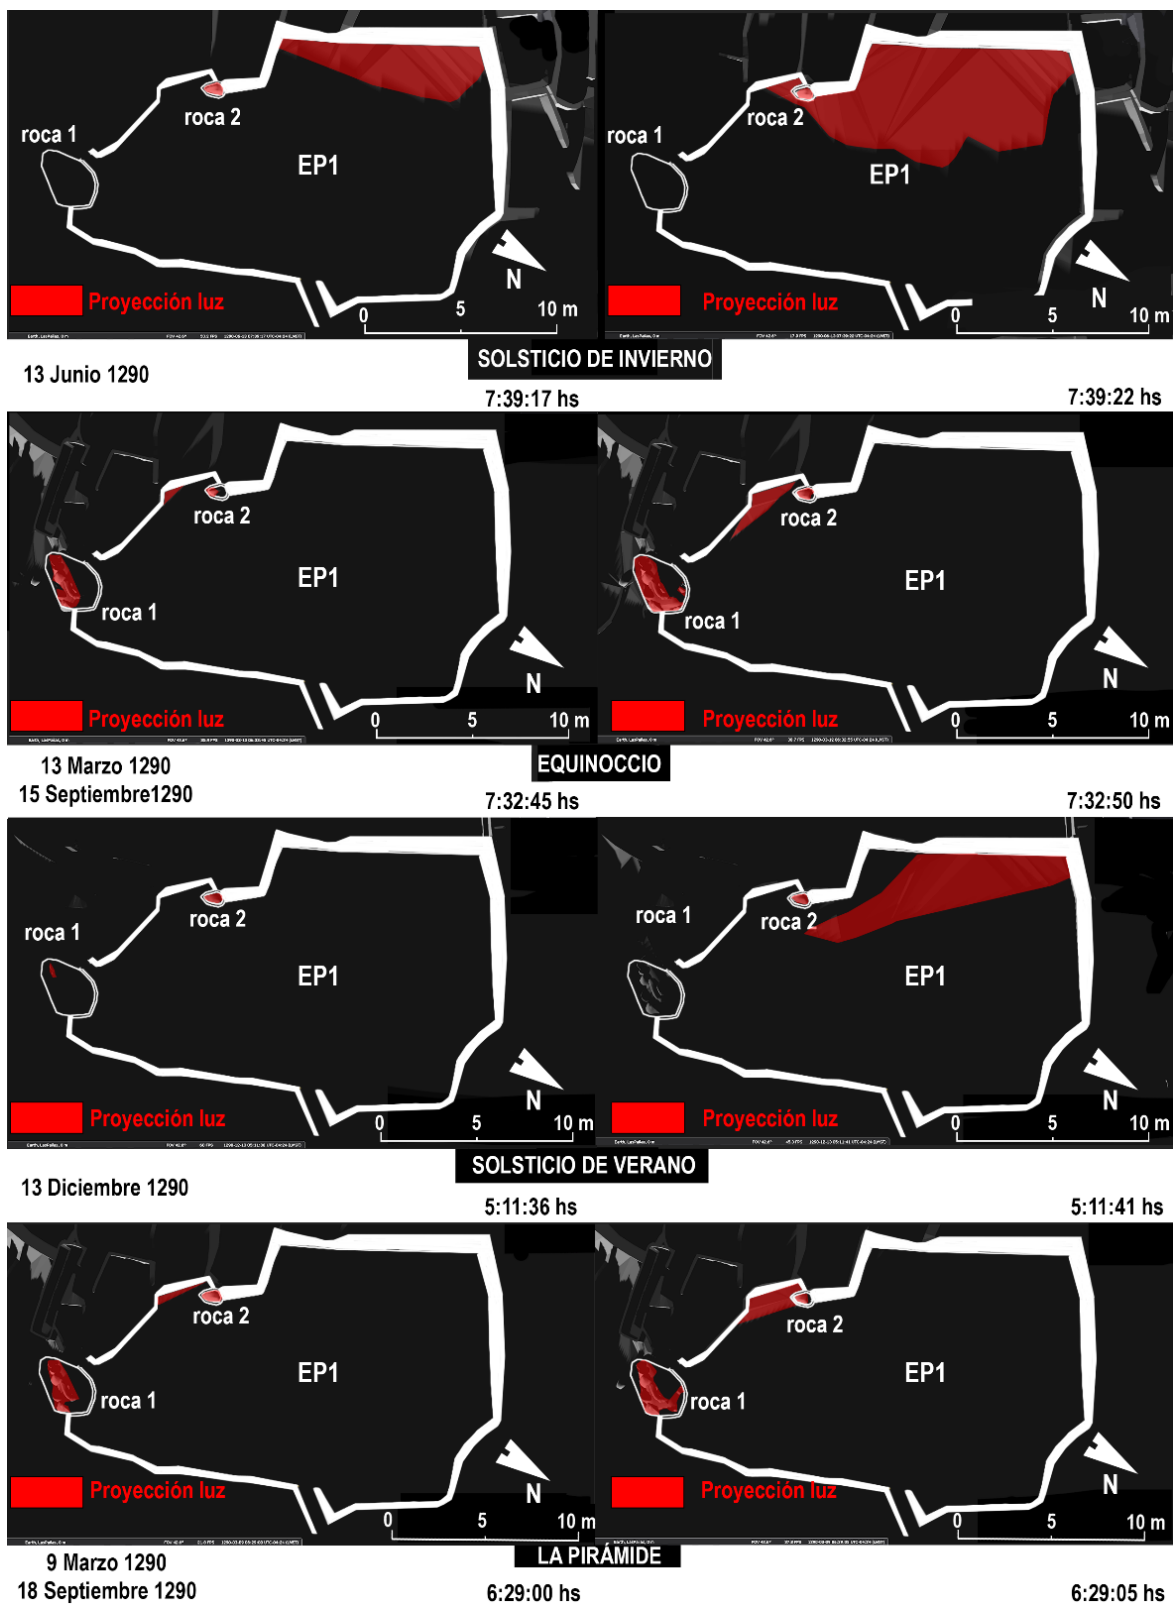 roca 2
roca 1
EP1
N
Proyección luz
0 5 10 m
roca 2
roca 1
EP1
N
Proyección luz
0 5 10 m
SOLSTICIO DE INVIERNO
13 Junio 1290
7:39:17 hs
7:39:22 hs
roca 2
EP1
roca 1
N
Proyección luz
0 5 10 m
roca 2
EP1
roca 1
N
Proyección luz
0 5 10 m
EQUINOCCIO
13 Marzo 1290
15 Septiembre1290
7:32:45 hs
7:32:50 hs
roca 2
roca 1
EP1
N
Proyección luz
0 5 10 m
roca 1
roca 2
EP1
N
Proyección luz
0 5 10 m
SOLSTICIO DE VERANO
13 Diciembre 1290
5:11:36 hs
5:11:41 hs
roca 2
EP1
roca 1
N
Proyección luz
0 5 10 m
roca 2
EP1
roca 1
N
Proyección luz
0 5 10 m
LA PIRÁMIDE
9 Marzo 1290
18 Septiembre 1290
6:29:00 hs
6:29:05 hs